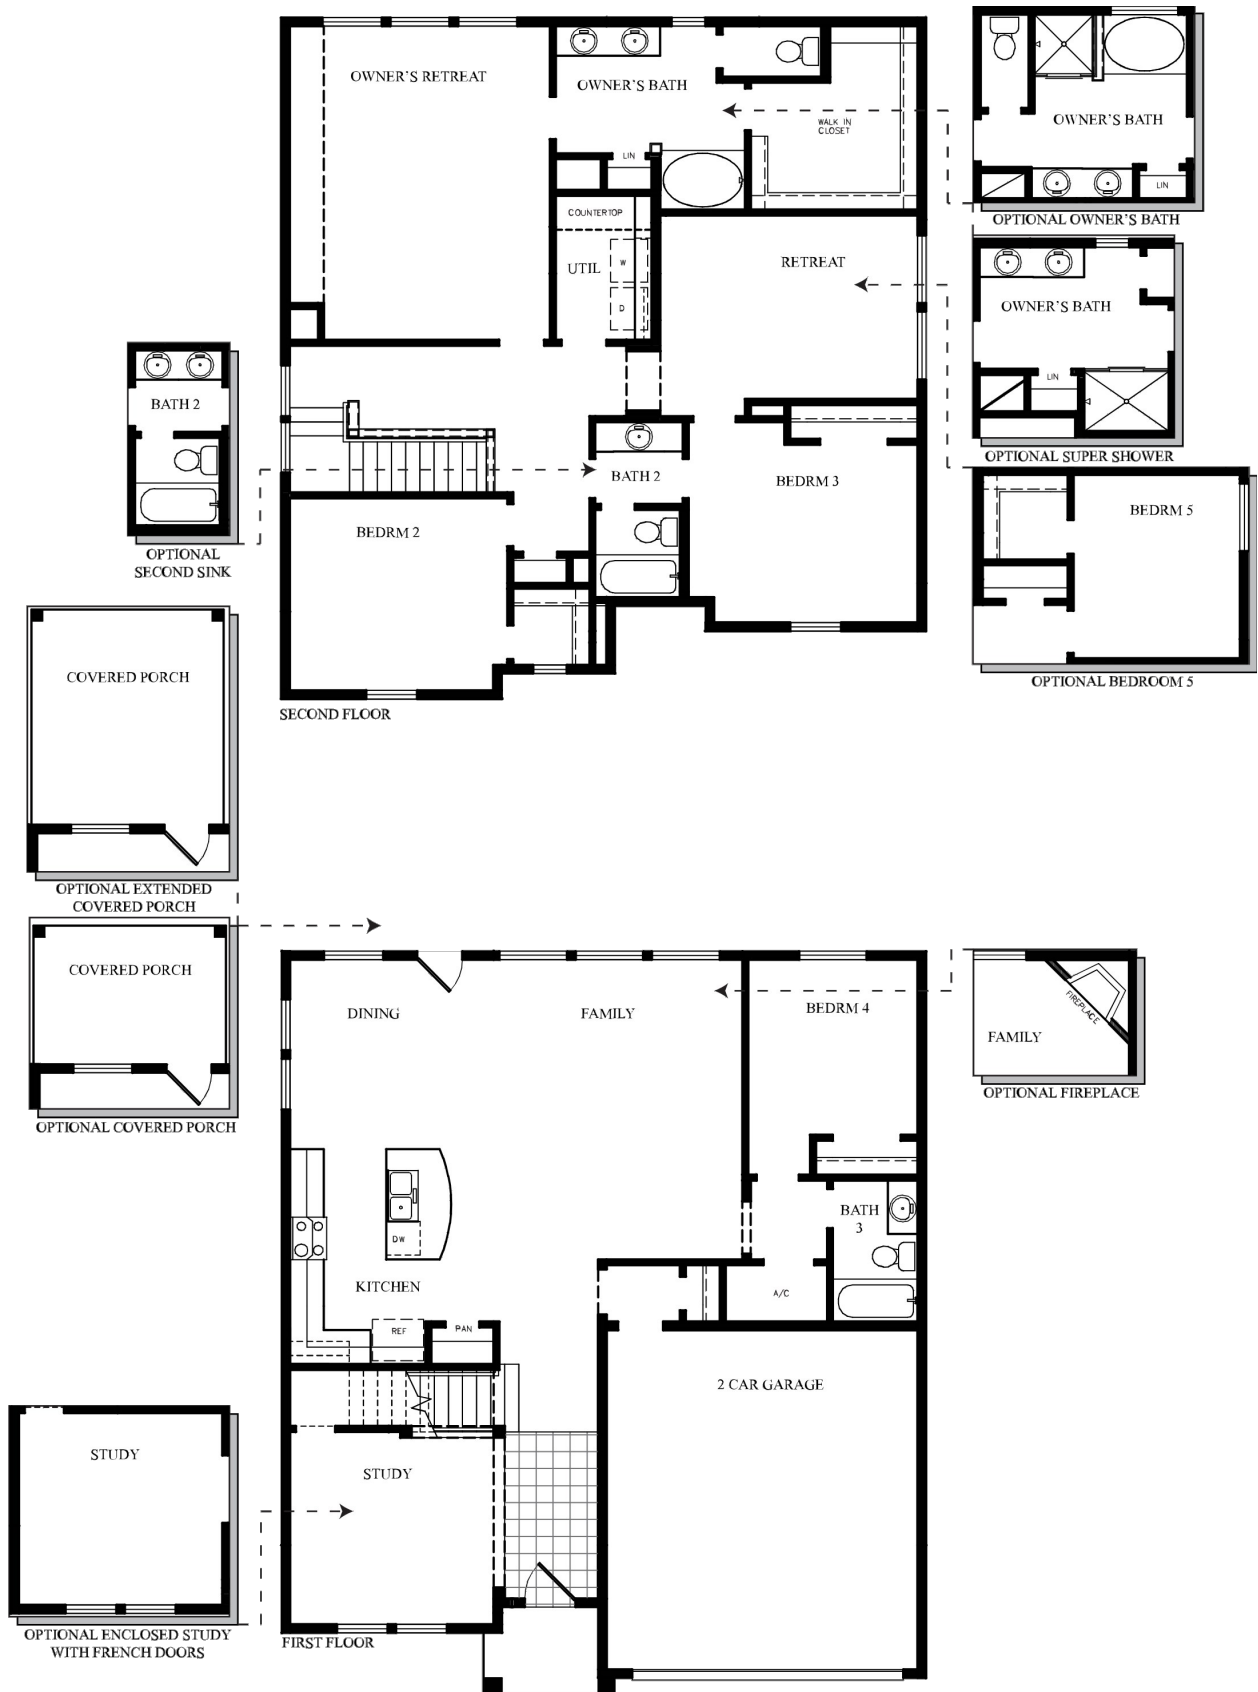 OWNER'S RETREAT
OWNER'S BATH
WALK IN
CLOSET
LIN
COUNTERTOP
UTIL
W
D
RETREAT
BATH 2
BEDRM 3
BEDRM 2
SECOND FLOOR
OWNER'S BATH
LIN
OPTIONAL OWNER'S BATH
OWNER'S BATH
LIN
OPTIONAL SUPER SHOWER
BEDRM 5
OPTIONAL BEDROOM 5
BATH 2
OPTIONAL
SECOND SINK
COVERED PORCH
OPTIONAL EXTENDED
COVERED PORCH
COVERED PORCH
OPTIONAL COVERED PORCH
DINING
FAMILY
BEDRM 4
FIREPLACE
FAMILY
OPTIONAL FIREPLACE
DW
BATH
3
KITCHEN
A/C
REF
PAN
2 CAR GARAGE
STUDY
STUDY
OPTIONAL ENCLOSED STUDY
WITH FRENCH DOORS
FIRST FLOOR